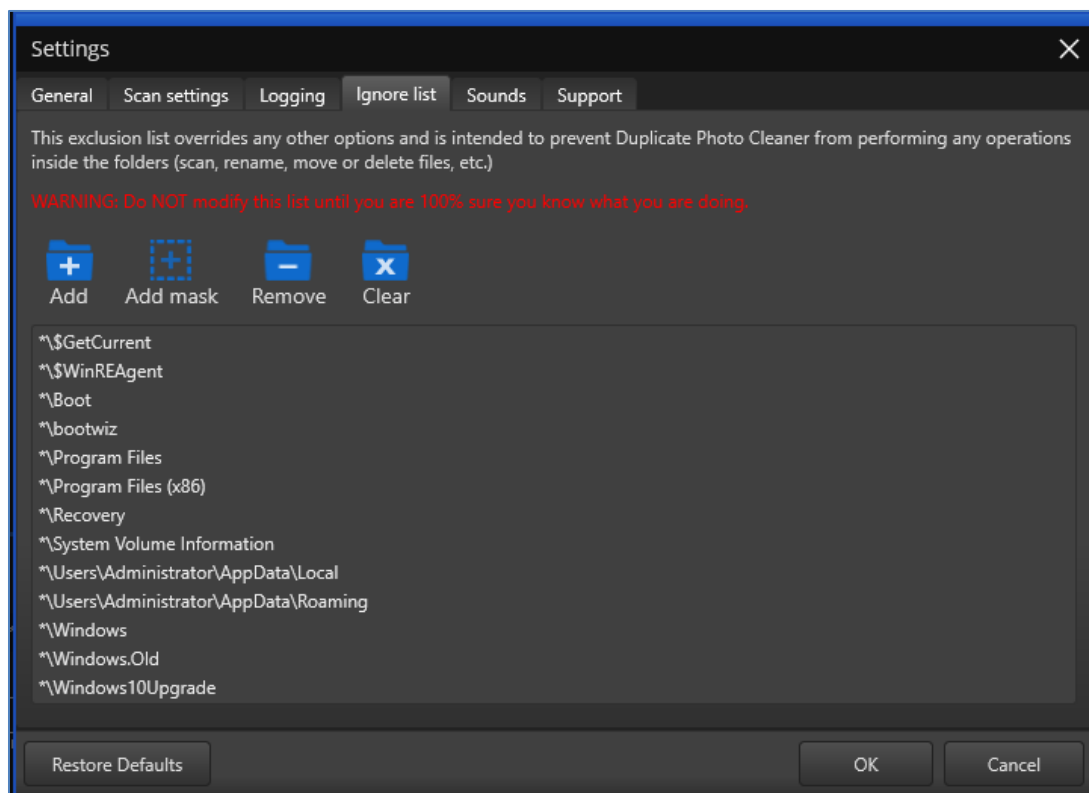 Settings
General Scan settings Logging Ignore list Sounds Support
This exclusion list overrides any other options and is intended to prevent Duplicate Photo Cleaner from performing any operations
inside the folders (scan, rename, move or delete files, etc.)
WARNING: Do NOT modify this list until you are 100% sure you know what you are doing.
Add Add mask Remove Clear
*\$GetCurrent
*\$WinREAgent
*\Boot
*\bootwiz
*\Program Files
*\Program Files (x86)
*\Recovery
*\System Volume Information
*\Users\Administrator\AppData\Local
*\Users\Administrator\AppData\Roaming
*\Windows
*\Windows.Old
*\Windows10Upgrade
Restore Defaults OK Cancel